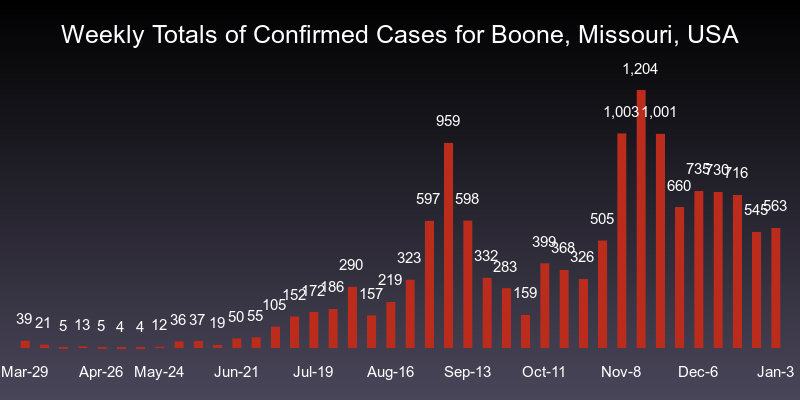 Weekly Totals of Confirmed Cases for Boone, Missouri, USA
39 21 5 13 5 4 4 12 36 37 19 50 55 105 152 172 186 290 157 219 323 597 959 598 332 283 159 399 368 326 505 1,003 1,204 1,001 660 735 730 716 545 563
Mar-29 Apr-26 May-24 Jun-21 Jul-19 Aug-16 Sep-13 Oct-11 Nov-8 Dec-6 Jan-3